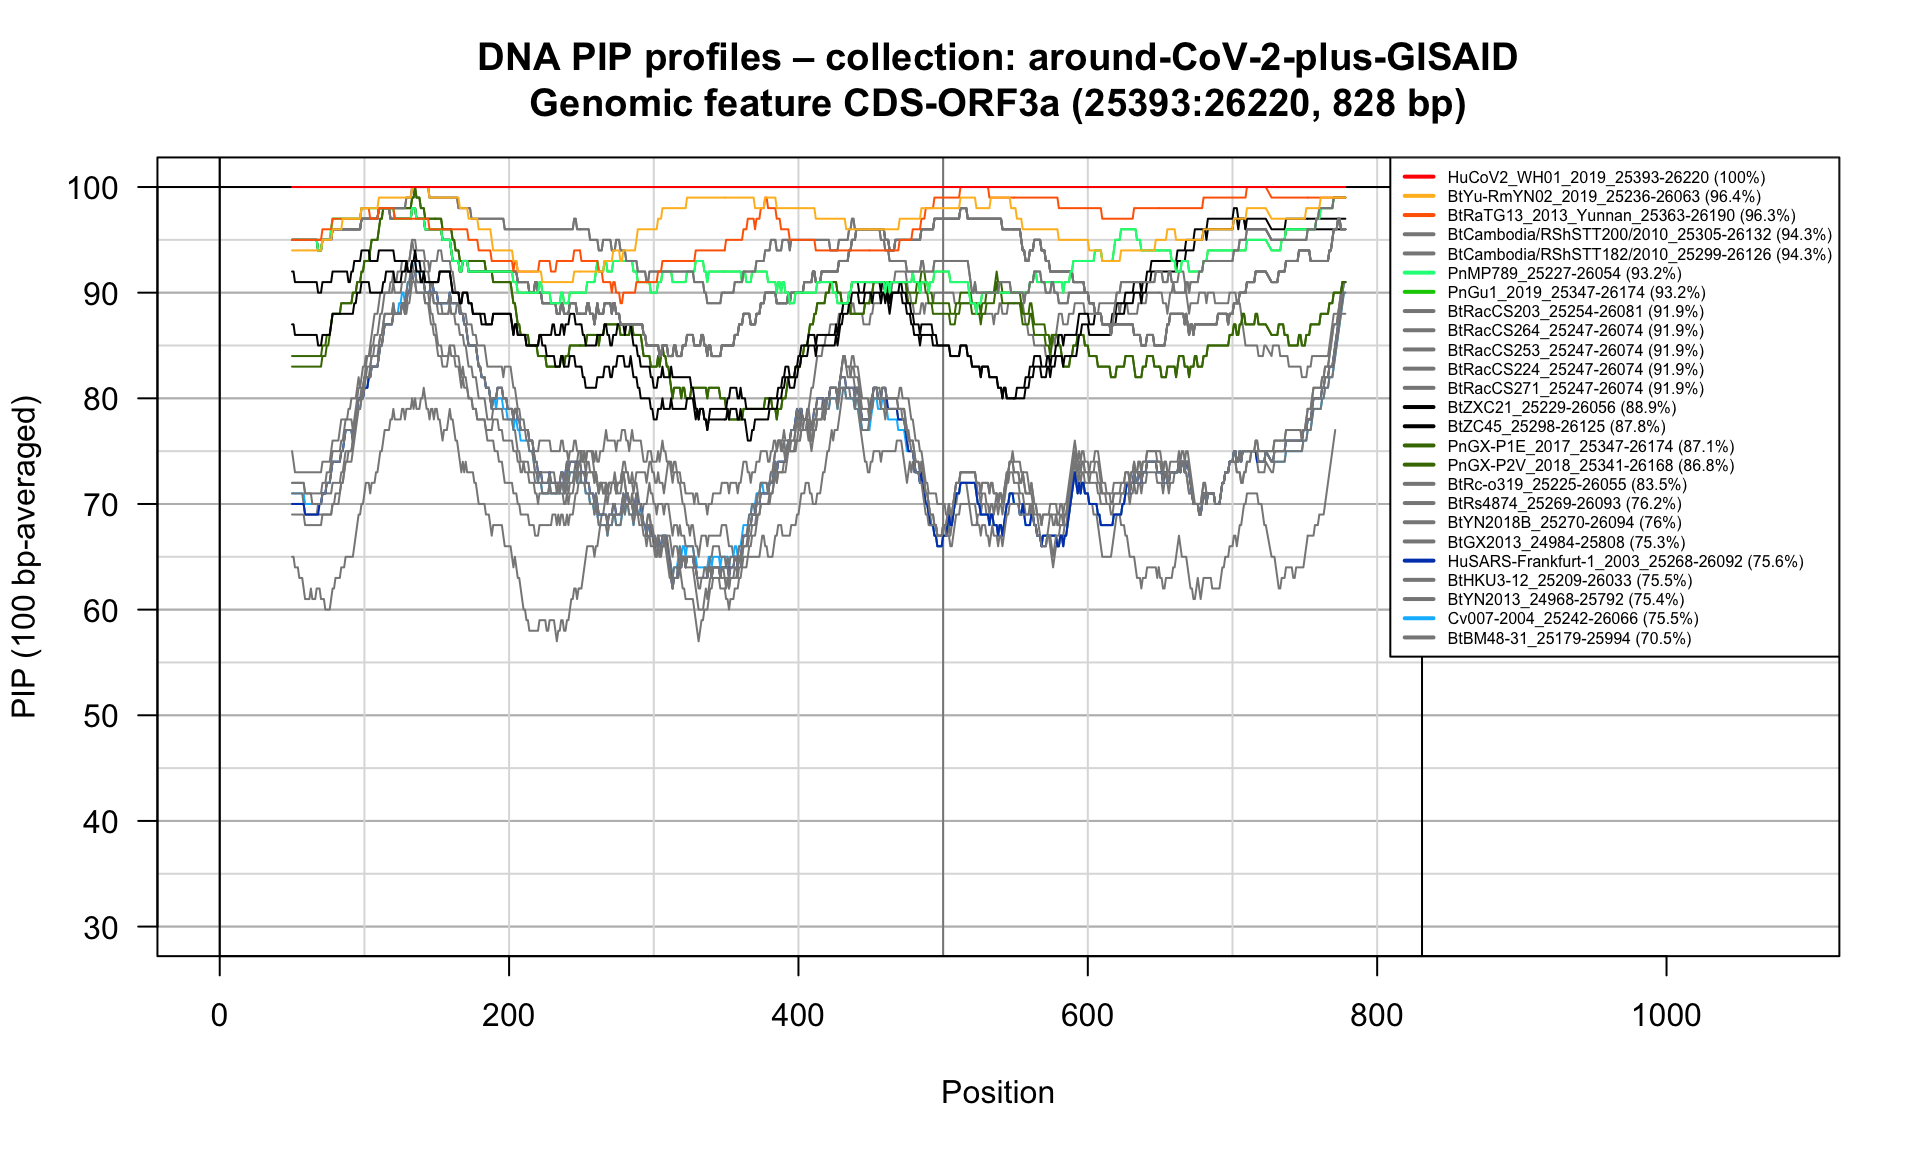 DNA PIP profiles – collection: around-CoV-2-plus-GISAID
Genomic feature CDS-ORF3a (25393:26220, 828 bp)
HuCoV2_WH01_2019_25393-26220 (100%)
BtYu-RmYN02_2019_25236-26063 (96.4%)
BtRaTG13_2013_Yunnan_25363-26190 (96.3%)
BtCambodia/RShSTT200/2010_25305-26132 (94.3%)
BtCambodia/RShSTT182/2010_25299-26126 (94.3%)
PnMP789_25227-26054 (93.2%)
PnGu1_2019_25347-26174 (93.2%)
BtRacCS203_25254-26081 (91.9%)
BtRacCS264_25247-26074 (91.9%)
BtRacCS253_25247-26074 (91.9%)
BtRacCS224_25247-26074 (91.9%)
BtRacCS271_25247-26074 (91.9%)
BtZXC21_25229-26056 (88.9%)
BtZC45_25298-26125 (87.8%)
PnGX-P1E_2017_25347-26174 (87.1%)
PnGX-P2V_2018_25341-26168 (86.8%)
BtRc-o319_25225-26055 (83.5%)
BtRs4874_25269-26093 (76.2%)
BtYN2018B_25270-26094 (76%)
BtGX2013_24984-25808 (75.3%)
HuSARS-Frankfurt-1_2003_25268-26092 (75.6%)
BtHKU3-12_25209-26033 (75.5%)
BtYN2013_24968-25792 (75.4%)
Cv007-2004_25242-26066 (75.5%)
BtBM48-31_25179-25994 (70.5%)
PIP (100 bp-averaged)
100
90
80
70
60
50
40
30
0 200 400 600 800 1000
Position